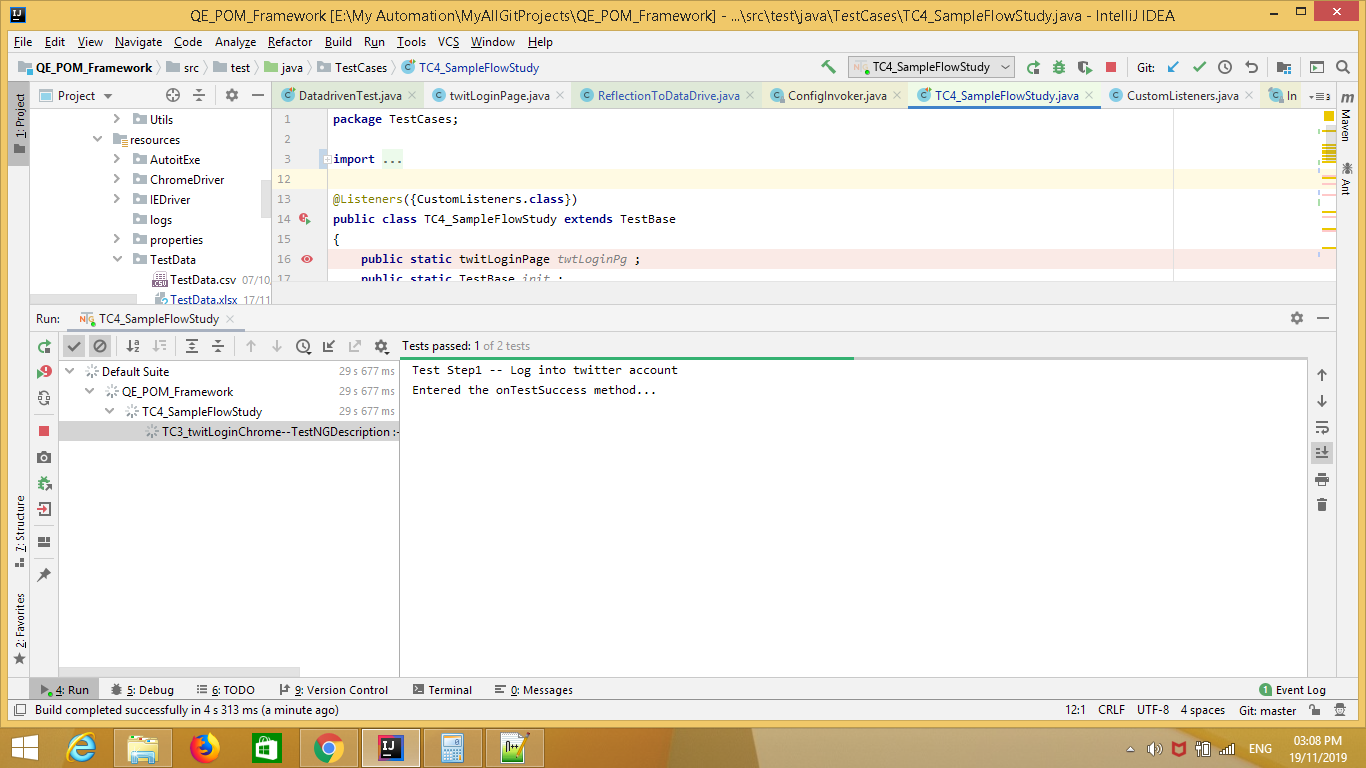 QE_POM_Framework [E:\My Automation\MyAllGitProjects\QE_POM_Framework] - ...\src\test\java\TestCases\TC4_SampleFlowStudy.java - IntelliJ IDEA
File Edit View Navigate Code Analyze Refactor Build Run Tools VCS Window Help
QE_POM_Framework src test java TestCases TC4_SampleFlowStudy TC4_SampleFlowStudy Git:
1: Project
Project
DatadrivenTest.java twitLoginPage.java ReflectionToDataDrive.java ConfigInvoker.java TC4_SampleFlowStudy.java CustomListeners.java In
Utils
resources
AutoitExe
ChromeDriver
IEDriver
logs
properties
TestData
TestData.csv 07/10
TestData.xlsx 17/11
1 package TestCases;
2
3 import ...
12
13 @Listeners({CustomListeners.class})
14 public class TC4_SampleFlowStudy extends TestBase
15 {
16 public static twitLoginPage twtLoginPg ;
17 public static TestBase init ;
Maven
Ant
Run: TC4_SampleFlowStudy
Tests passed: 1 of 2 tests
Default Suite 29 s 677 ms
QE_POM_Framework 29 s 677 ms
TC4_SampleFlowStudy 29 s 677 ms
TC3_twitLoginChrome--TestNGDescription :-
Test Step1 -- Log into twitter account
Entered the onTestSuccess method...
7: Structure
2: Favorites
4: Run 5: Debug 6: TODO 9: Version Control Terminal 0: Messages 1 Event Log
Build completed successfully in 4 s 313 ms (a minute ago) 12:1 CRLF UTF-8 4 spaces Git: master
ENG
03:08 PM
19/11/2019